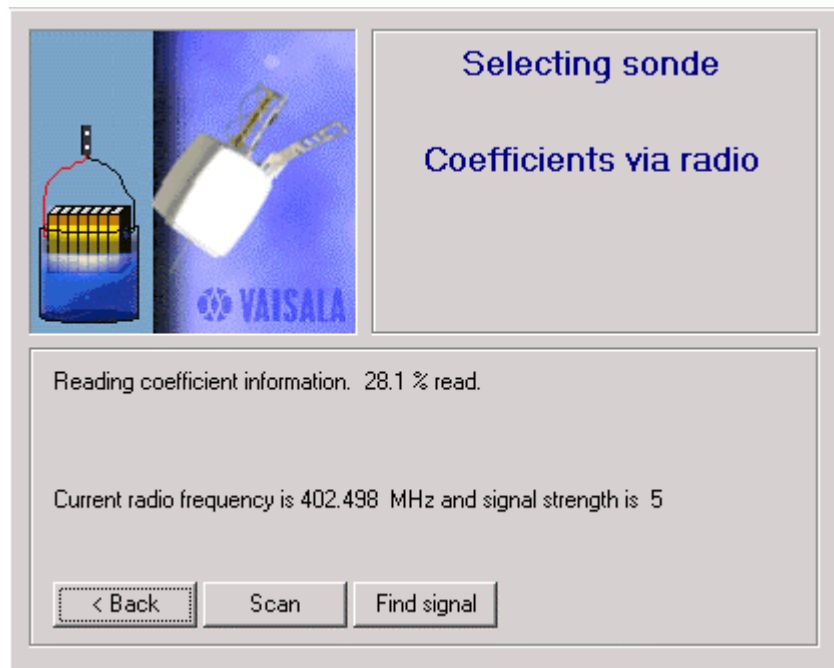 Selecting sonde
Coefficients via radio
VAISALA
Reading coefficient information. 28.1 % read.
Current radio frequency is 402.498 MHz and signal strength is 5
< Back
Scan
Find signal